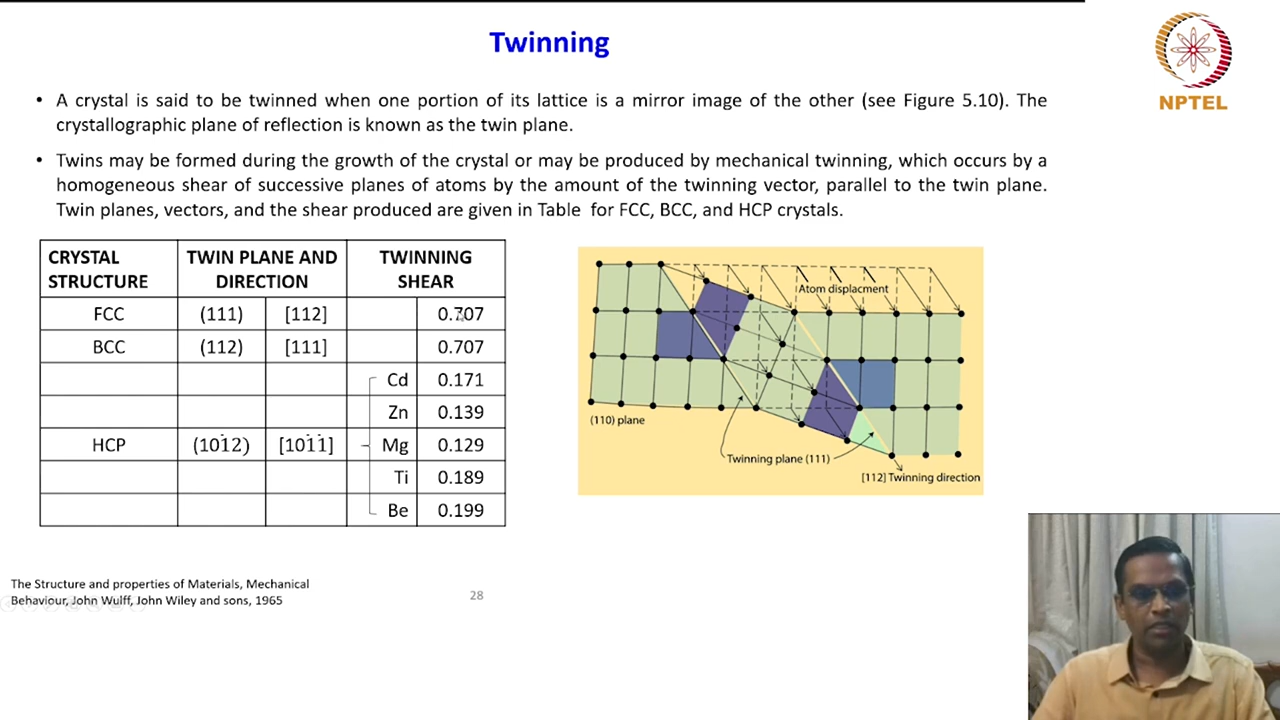 Twinning
NPTEL
• A crystal is said to be twinned when one portion of its lattice is a mirror image of the other (see Figure 5.10). The
crystallographic plane of reflection is known as the twin plane.
• Twins may be formed during the growth of the crystal or may be produced by mechanical twinning, which occurs by a
homogeneous shear of successive planes of atoms by the amount of the twinning vector, parallel to the twin plane.
Twin planes, vectors, and the shear produced are given in Table for FCC, BCC, and HCP crystals.
CRYSTAL STRUCTURE TWIN PLANE AND DIRECTION TWINNING SHEAR
FCC (111) [112] 0.707
BCC (112) [111] 0.707
Cd 0.171
Zn 0.139
HCP (101̇2) [101̇1̇] Mg 0.129
Ti 0.189
Be 0.199
Atom displacment
(110) plane
Twinning plane (111)
[112] Twinning direction
The Structure and properties of Materials, Mechanical
Behaviour, John Wulff, John Wiley and sons, 1965
28